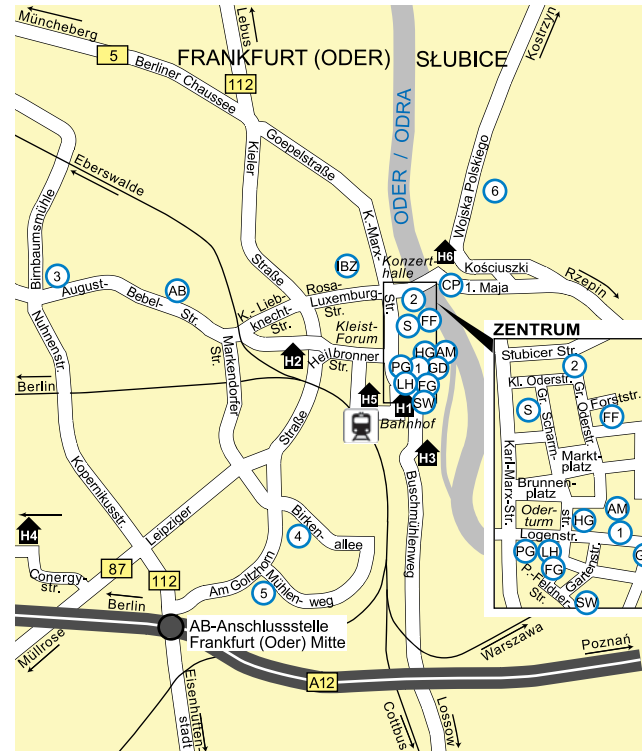 Müncheberg
5
Berliner Chaussee
Lebus
112
FRANKFURT (ODER)
SŁUBICE
Kostrzyn
Goepelstraße
Kieler
Straße
Eberswalde
ODER / ODRA
Wojska Polskiego
6
K.-Marx-
Str.
Birnbaumsmühle
3
AB
IBZ
Konzert-
halle
H6
Kościuszki
CP
1. Maja
Rzepin
August-
Bebel-
Str.
K.- Lieb-
knecht-
Str.
Rosa-
Luxemburg-
Str.
Kleist-
Forum
2
S
FF
Nuhnenstr.
Markendorfer
Str.
H2
Heilbronner
Str.
HG
AM
PG
1
GD
LH
FG
SW
H5
H1
Bahnhof
H3
Berlin
ZENTRUM
Słubicer Str.
2
Kl. Oderstr.
S
Gr. Scharrn-
str.
Gr. Oderstr.
Forststr.
FF
Karl-Marx-Str.
Markt-
platz
Brunnen-
platz
Oder-
turm
HG
AM
1
Logenstr.
G
PG
LH
FG
Gartenstr.
P.-Feldner-
Str.
SW
Kopernikusstr.
Leipziger
Straße
Birken-
allee
4
Buschmühlenweg
H4
Conergy-
str.
87
112
Am Goltzhorn
5
Mühlen-
weg
Berlin
AB-Anschlussstelle
Frankfurt (Oder) Mitte
Müllrose
Eisenhütten-
stadt
A12
Cottbus
Lossow
Warszawa
Poznań